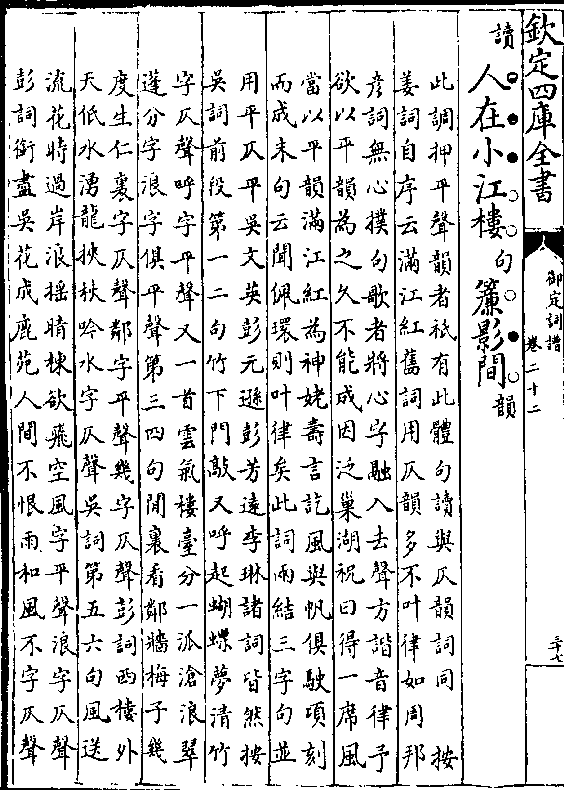 欽定四庫全書
御定詞譜
卷二十二
三十七
讀人在小江樓句簾影間韻
此調押平聲韻者祇有此體句讀與仄韻詞同　按
姜詞自序云滿江紅舊詞用仄韻多不叶律如周邦
彥詞無心撲句歌者將心字融入去聲方諧音律予
欲以平韻為之久不能成因泛巢湖祝曰得一席風
當以平韻滿江紅為神姥壽言訖風與帆俱駛頃刻
而成末句云聞佩環則叶律矣此詞兩結三字句並
用平仄平吳文英彭元遜彭芳遠李琳諸詞皆然按
吳詞前段第一二句竹下門敲又呼起蝴蝶夢清竹
字仄聲呼字平聲又一首雲氣樓臺分一派滄浪翠
蓬分字浪字俱平聲第三四句閒裏看鄰牆梅子幾
度生仁裏字仄聲鄰字平聲幾字仄聲彭詞西樓外
天低水湧龍挾秋吟水字仄聲吳詞第五六句風送
流花時過岸浪搖晴棟欲飛空風字平聲浪字仄聲
彭詞銜盡吳花成鹿苑人間不恨雨和風不字仄聲